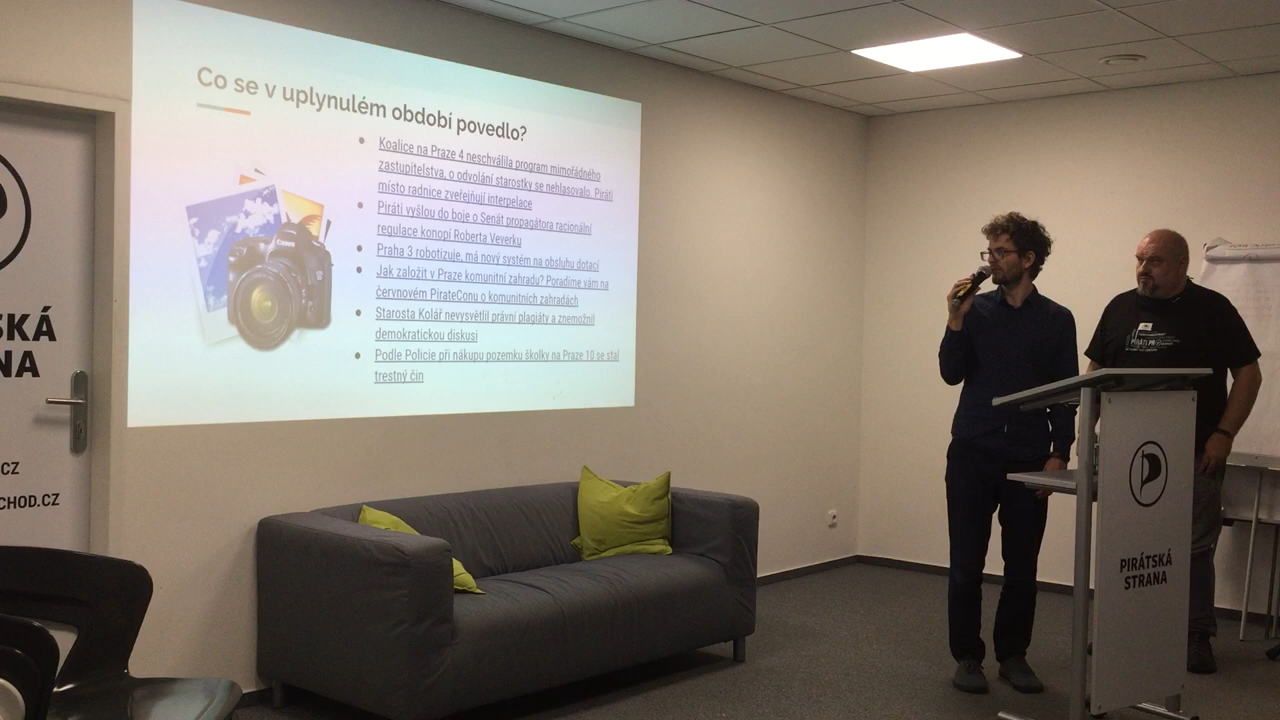 Co se v uplynulém období povedlo?
Koalice na Praze 4 neschválila program mimořádného
zastupitelstva, o odvolání starostky se nehlasovalo. Piráti
místo radnice zveřejňují interpelace
Piráti vyšlou do boje o Senát propagátora racionální
regulace konopí Roberta Veverku
Praha 3 robotizuje, má nový systém na obsluhu dotací
Jak založit v Praze komunitní zahradu? Poradíme vám na
červnovém PirateConu o komunitních zahradách
Starosta Kolář nevysvětlil právní plagiáty a znemožnil
demokratickou diskusi
Podle Policie při nákupu pozemku školky na Praze 10 se stal
trestný čin
Canon
SKÁ
NA
.CZ
CHOD.CZ
PIRÁTI PRO
PIRÁTSKÁ
STRANA